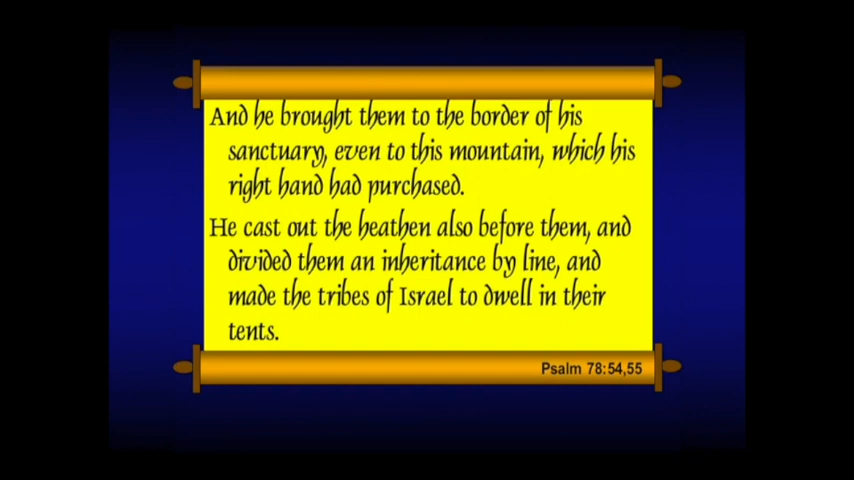 And he brought them to the border of his
sanctuary, even to this mountain, which his
right hand had purchased.
He cast out the heathen also before them, and
divided them an inheritance by line, and
made the tribes of Israel to dwell in their
tents.
Psalm 78:54,55